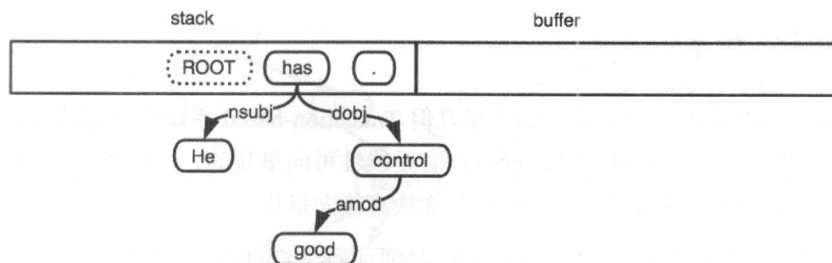 stack buffer
ROOT has .
nsubj dobj
He control
amod
good